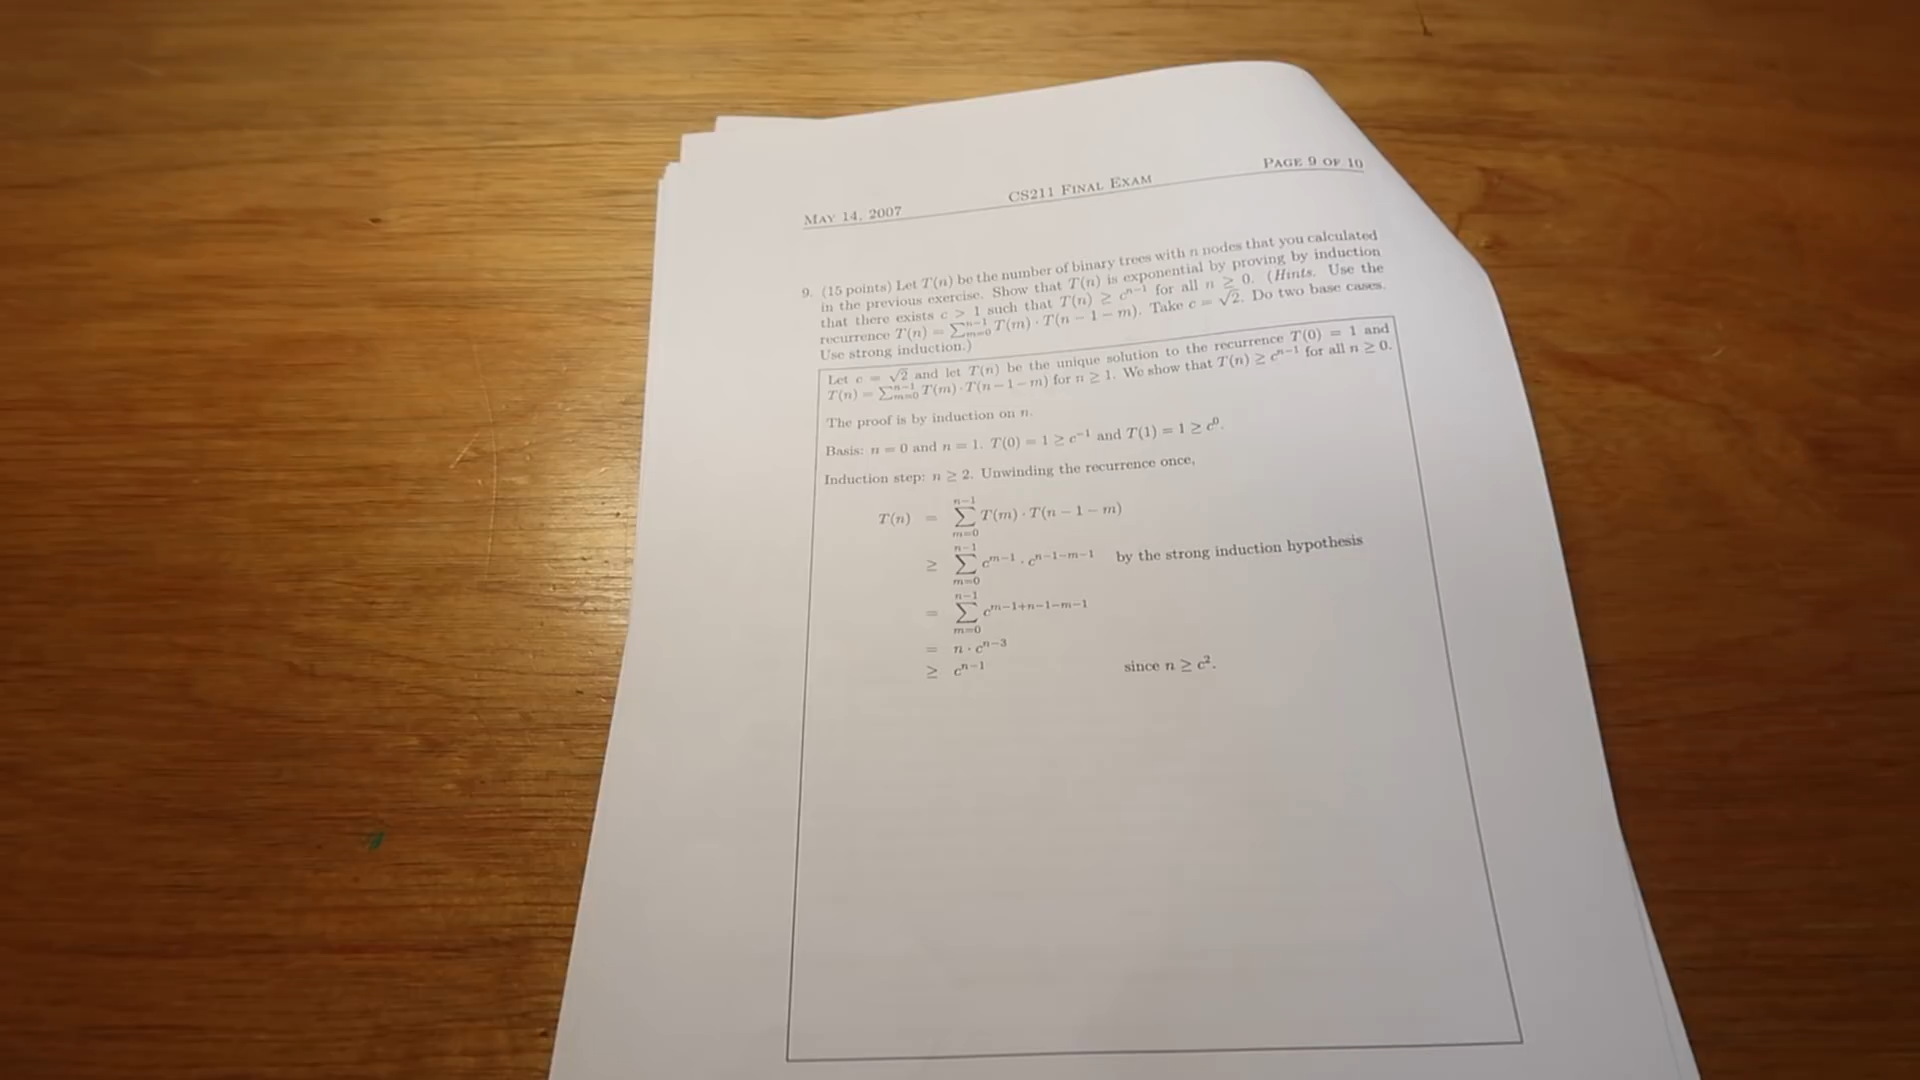 MAY 14, 2007 CS211 FINAL EXAM PAGE 9 OF 10
9. (15 points) Let T(n) be the number of binary trees with n nodes that you calculated
in the previous exercise. Show that T(n) is exponential by proving by induction
that there exists c > 1 such that T(n) ≥ c^{n−1} for all n ≥ 0. (Hints. Use the
recurrence T(n) = ∑_{m=0}^{n−1} T(m) · T(n − 1 − m). Take c = √2. Do two base cases.
Use strong induction.)
Let c = √2 and let T(n) be the unique solution to the recurrence T(0) = 1 and
T(n) = ∑_{m=0}^{n−1} T(m) · T(n − 1 − m) for n ≥ 1. We show that T(n) ≥ c^{n−1} for all n ≥ 0.
The proof is by induction on n.
Basis: n = 0 and n = 1. T(0) = 1 ≥ c^{−1} and T(1) = 1 ≥ c^0.
Induction step: n ≥ 2. Unwinding the recurrence once,
T(n) = ∑_{m=0}^{n−1} T(m) · T(n − 1 − m)
≥ ∑_{m=0}^{n−1} c^{m−1} · c^{n−1−m−1} by the strong induction hypothesis
= ∑_{m=0}^{n−1} c^{m−1+n−1−m−1}
= n · c^{n−3}
≥ c^{n−1} since n ≥ c^2.